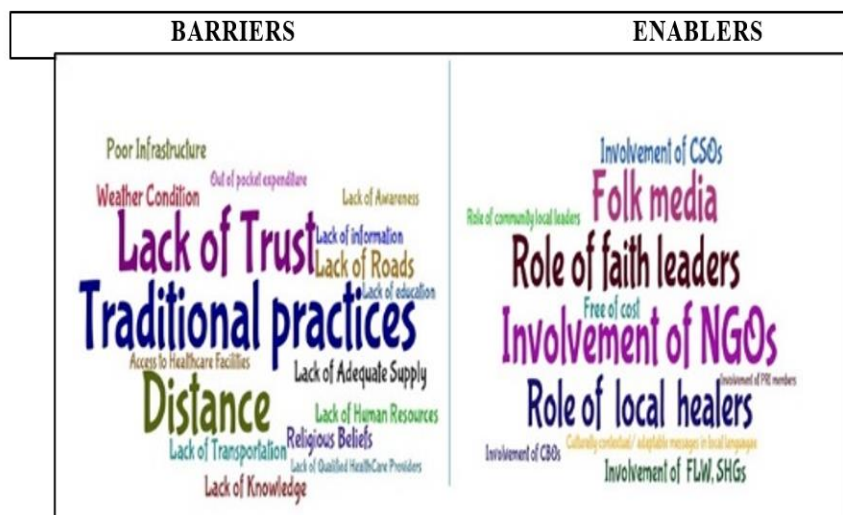 BARRIERS
ENABLERS
Poor Infrastructure
Out of pocket expenditure
Weather Condition
Lack of Awareness
Lack of Trust
Lack of information
Lack of Roads
Lack of education
Traditional practices
Access to Healthcare Facilities
Lack of Adequate Supply
Distance
Lack of Human Resources
Religious Beliefs
Lack of Transportation
Lack of Qualified HealthCare Providers
Lack of Knowledge
Involvement of CSOs
Folk media
Role of community local leaders
Role of faith leaders
Free of cost
Involvement of NGOs
Involvement of PRI members
Role of local healers
Culturally contextual/ adaptable messages in local languages
Involvement of CBOs
Involvement of FLW, SHGs